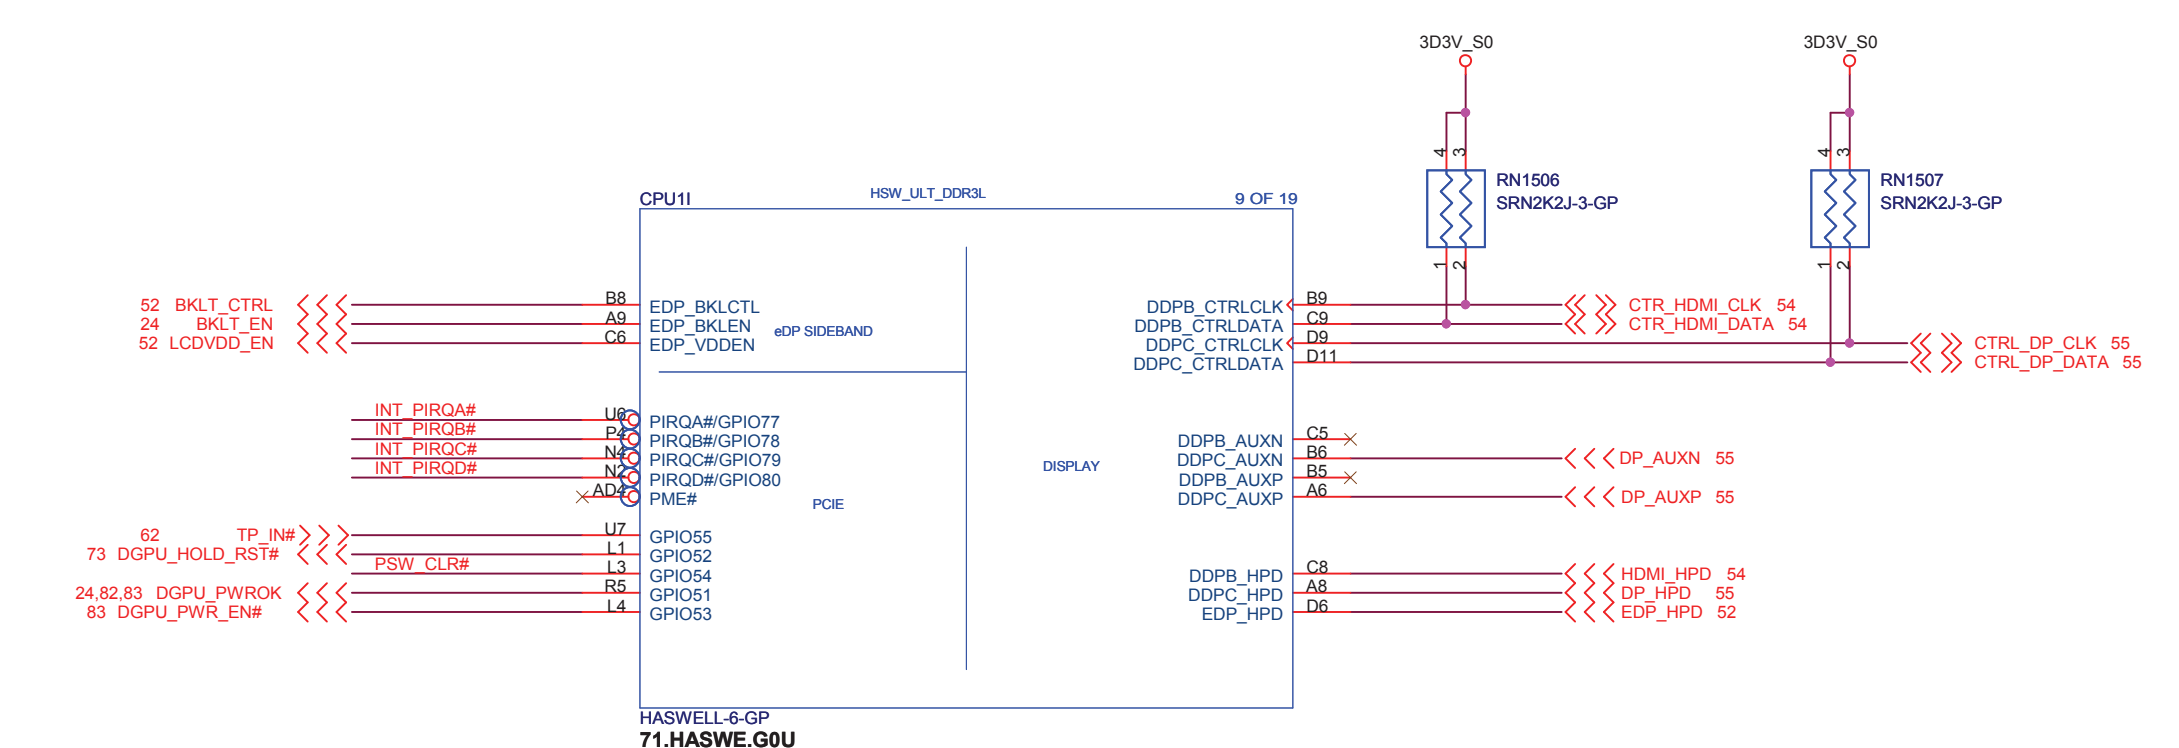 3D3V_S0
3D3V_S0
4
3
4
3
RN1506
SRN2K2J-3-GP
RN1507
SRN2K2J-3-GP
1
2
1
2
CPU1I
HSW_ULT_DDR3L
9 OF 19
52 BKLT_CTRL
B8
EDP_BKLCTL
24 BKLT_EN
A9
EDP_BKLEN
52 LCDVDD_EN
C6
EDP_VDDEN
eDP SIDEBAND
DDPB_CTRLCLK
B9
CTR_HDMI_CLK 54
DDPB_CTRLDATA
C9
CTR_HDMI_DATA 54
DDPC_CTRLCLK
D9
CTRL_DP_CLK 55
DDPC_CTRLDATA
D11
CTRL_DP_DATA 55
INT_PIRQA#
U6
PIRQA#/GPIO77
INT_PIRQB#
P4
PIRQB#/GPIO78
INT_PIRQC#
N4
PIRQC#/GPIO79
INT_PIRQD#
N2
PIRQD#/GPIO80
AD4
PME#
PCIE
DISPLAY
DDPB_AUXN
C5
DDPC_AUXN
B6
DP_AUXN 55
DDPB_AUXP
B5
DDPC_AUXP
A6
DP_AUXP 55
62 TP_IN#
U7
GPIO55
73 DGPU_HOLD_RST#
L1
GPIO52
PSW_CLR#
L3
GPIO54
24,82,83 DGPU_PWROK
R5
GPIO51
83 DGPU_PWR_EN#
L4
GPIO53
DDPB_HPD
C8
HDMI_HPD 54
DDPC_HPD
A8
DP_HPD 55
EDP_HPD
D6
EDP_HPD 52
HASWELL-6-GP
71.HASWE.G0U